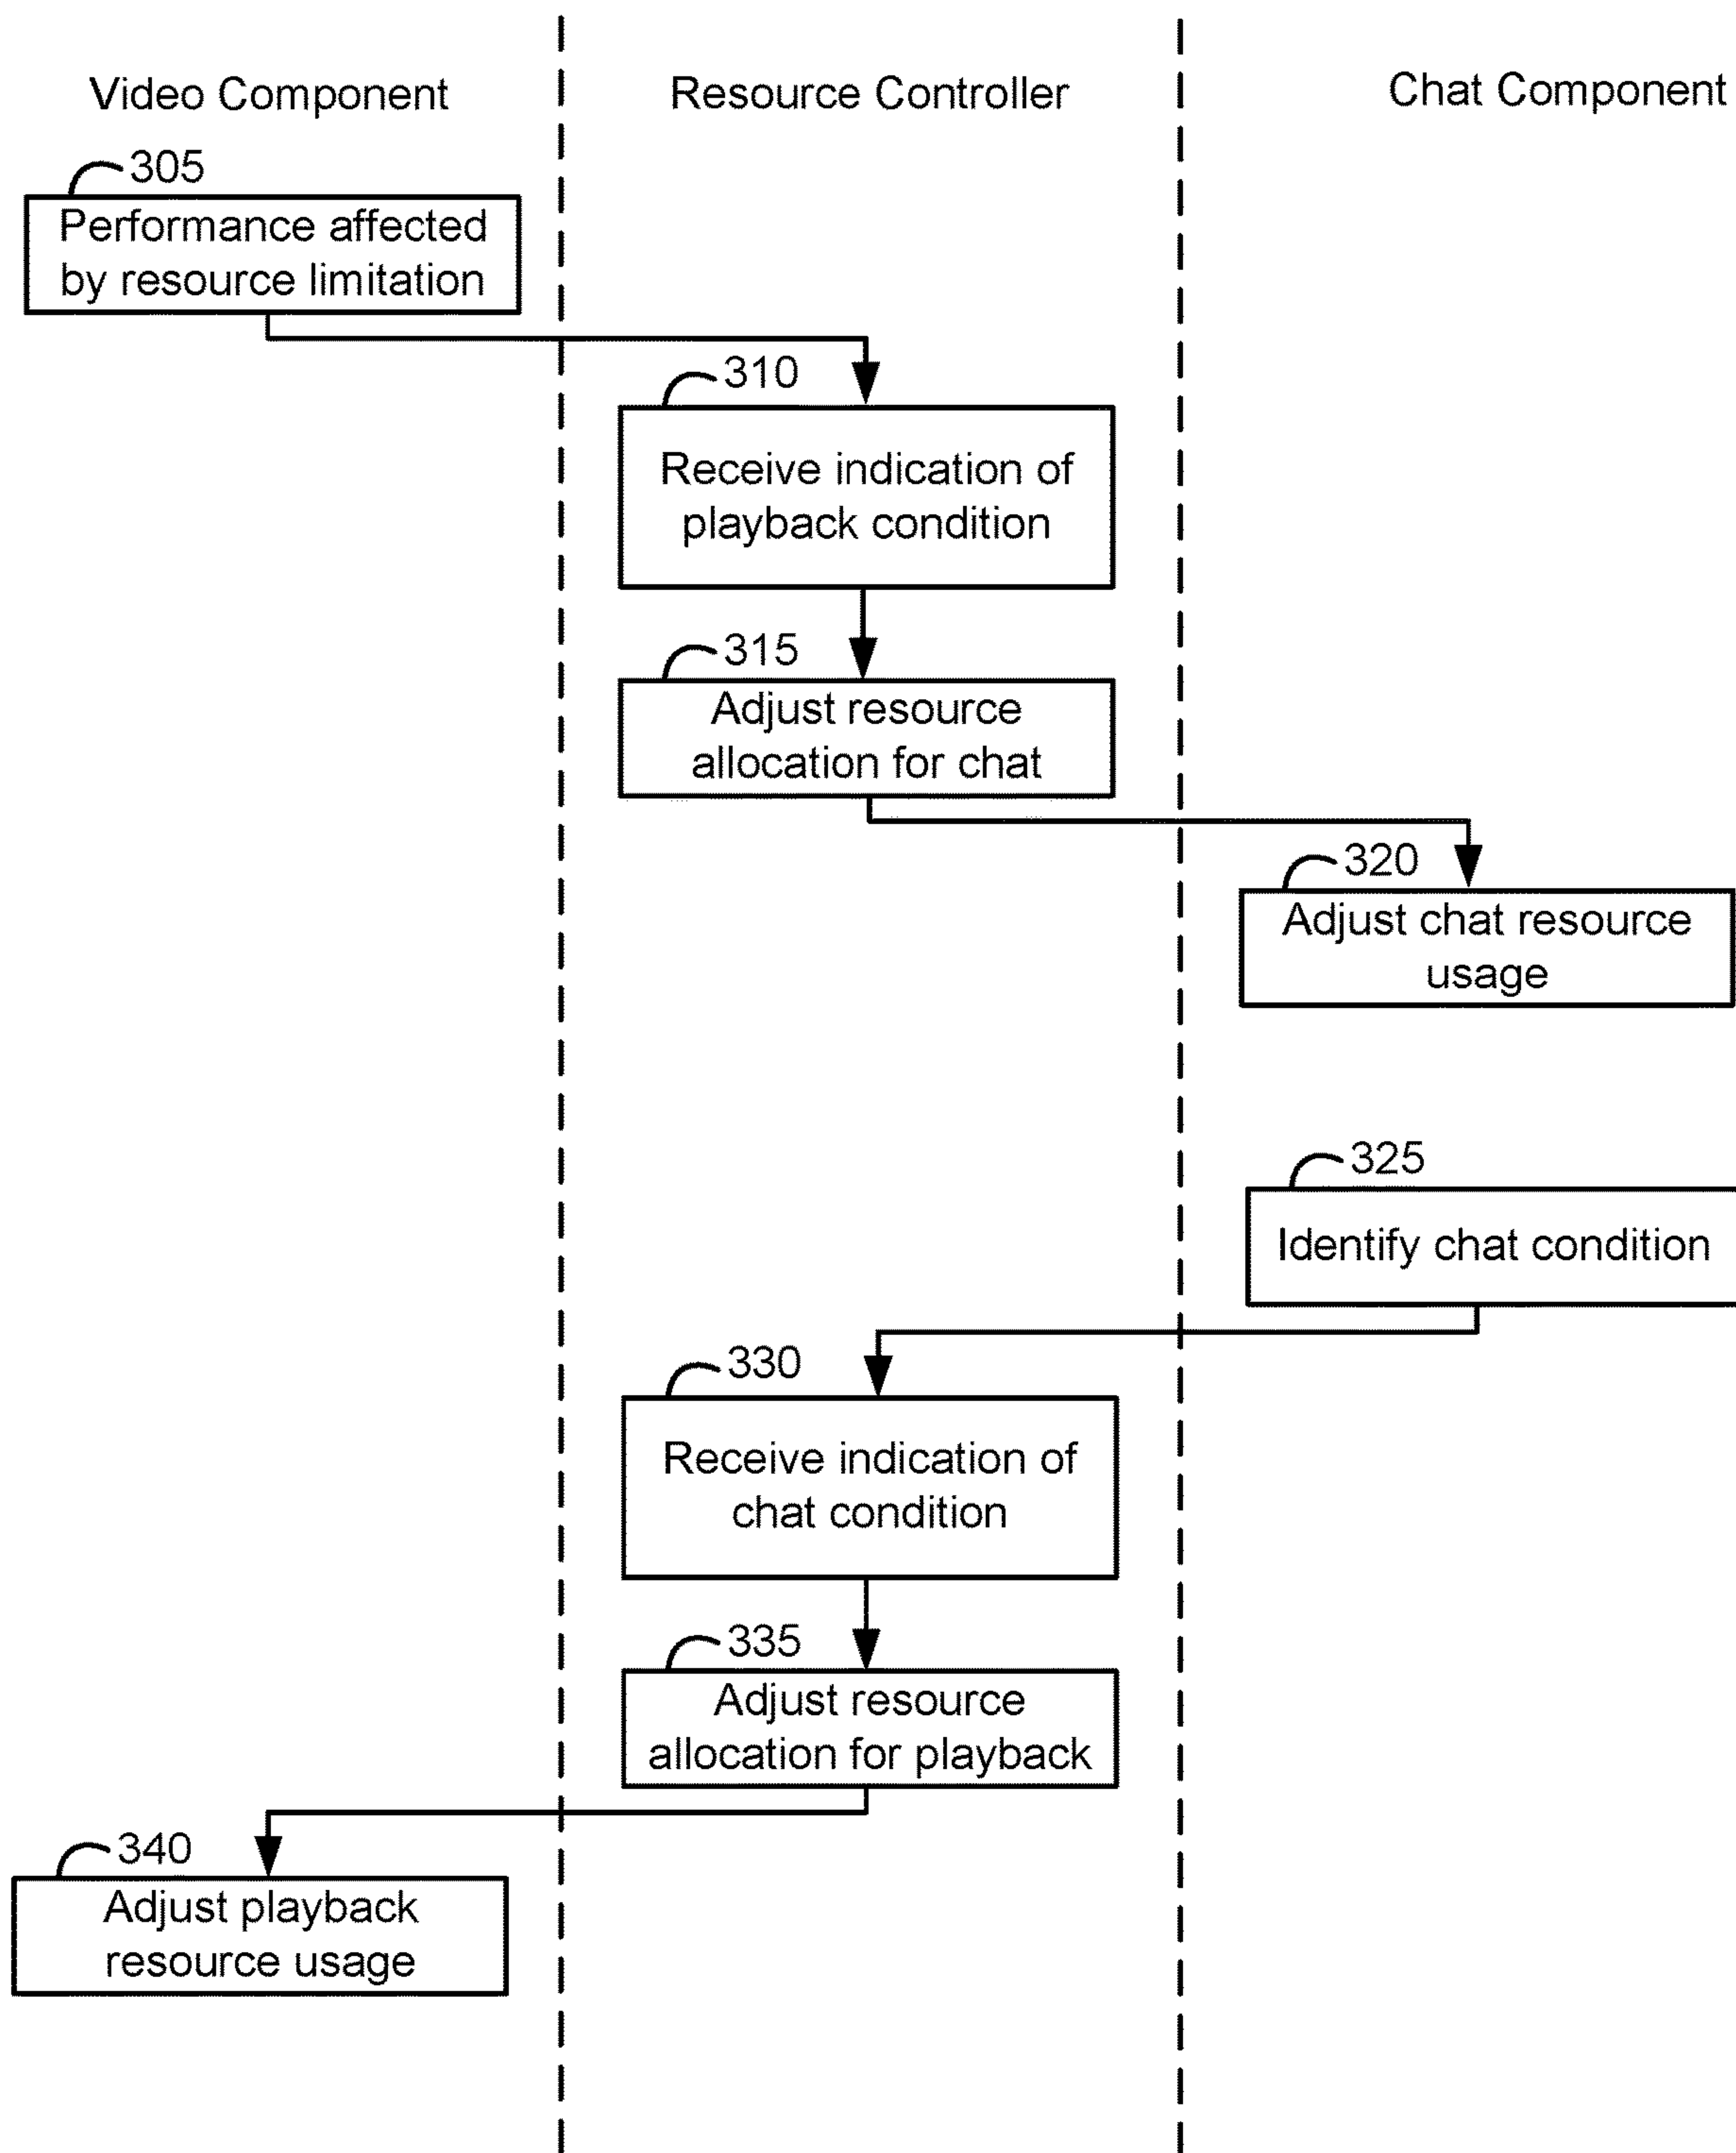 Video Component
Resource Controller
Chat Component
305
Performance affected
by resource limitation
310
Receive indication of
playback condition
315
Adjust resource
allocation for chat
320
Adjust chat resource
usage
325
Identify chat condition
330
Receive indication of
chat condition
335
Adjust resource
allocation for playback
340
Adjust playback
resource usage